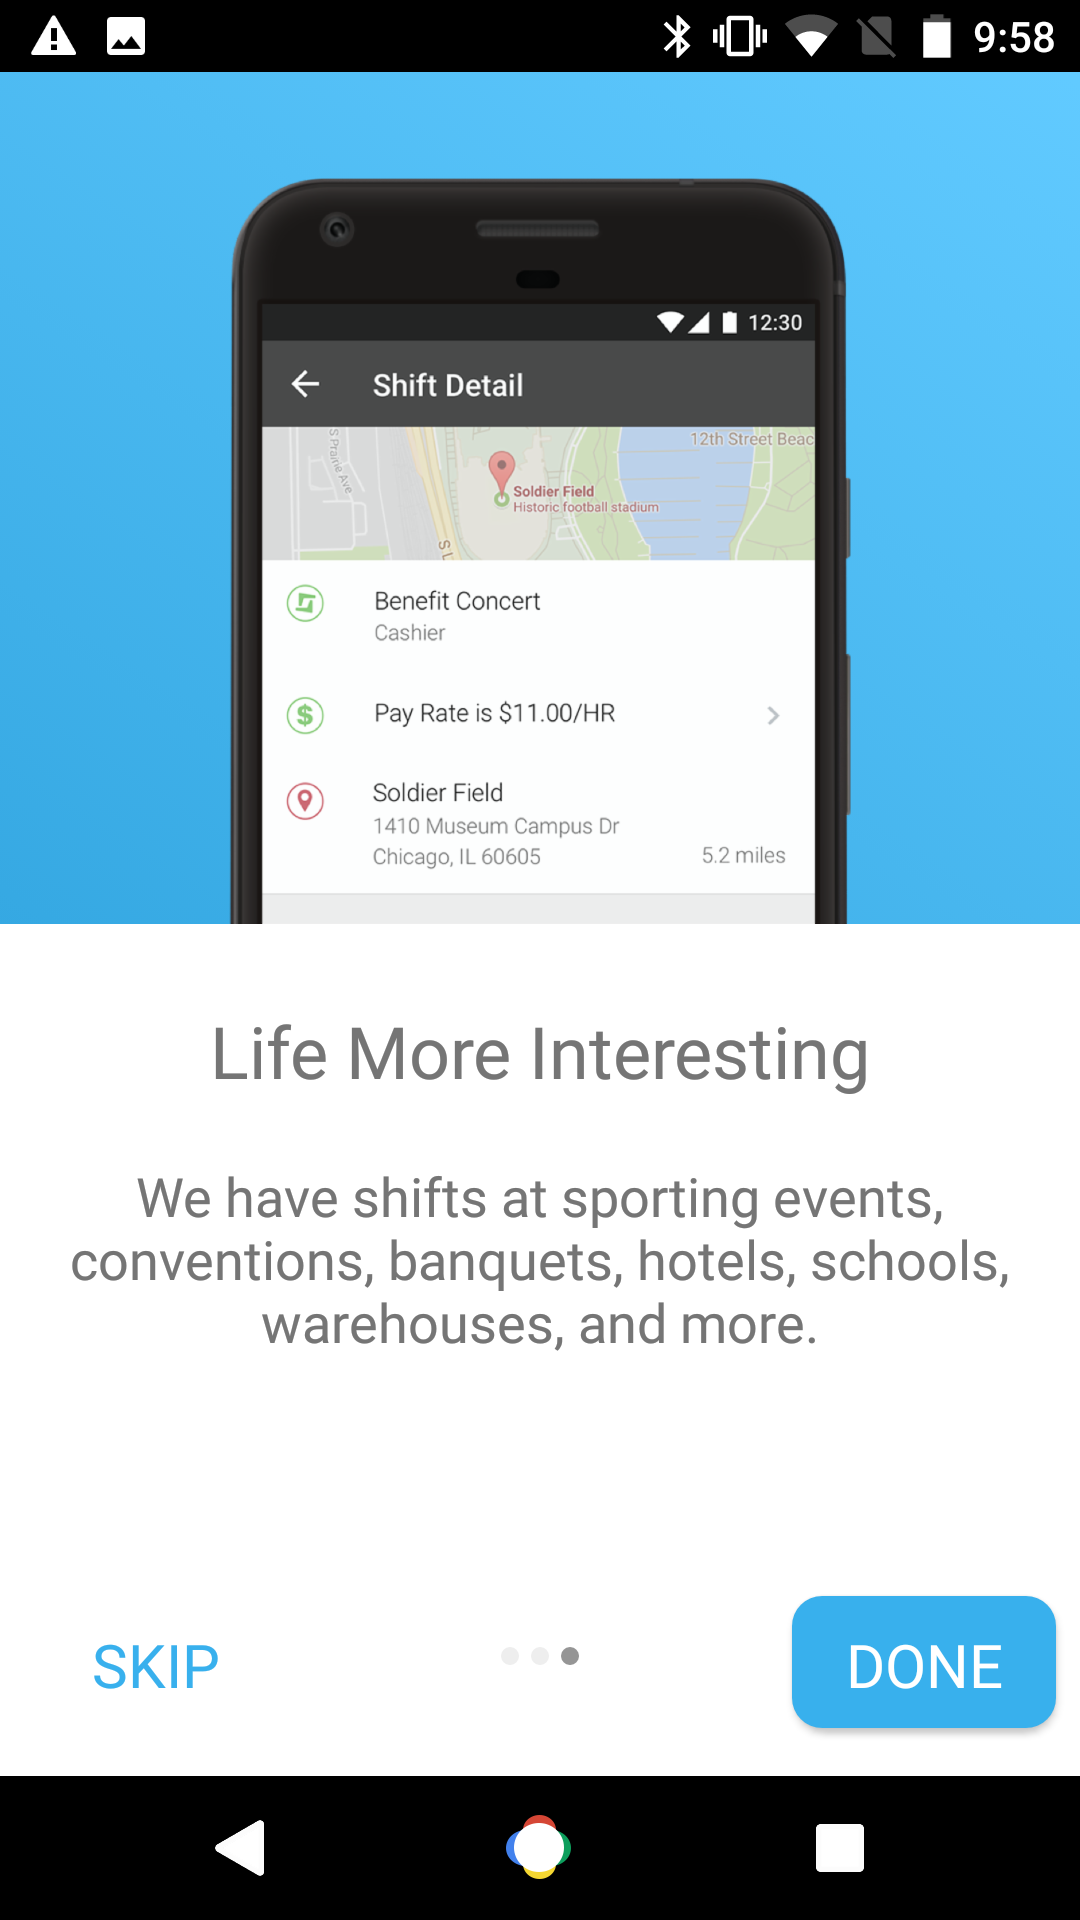 9:58
12:30
Shift Detail
S Prairie Ave
12th Street Beac
Soldier Field
Historic football stadium
S L
Benefit Concert
Cashier
Pay Rate is $11.00/HR
Soldier Field
1410 Museum Campus Dr
Chicago, IL 60605
5.2 miles
Life More Interesting
We have shifts at sporting events,
conventions, banquets, hotels, schools,
warehouses, and more.
SKIP
DONE